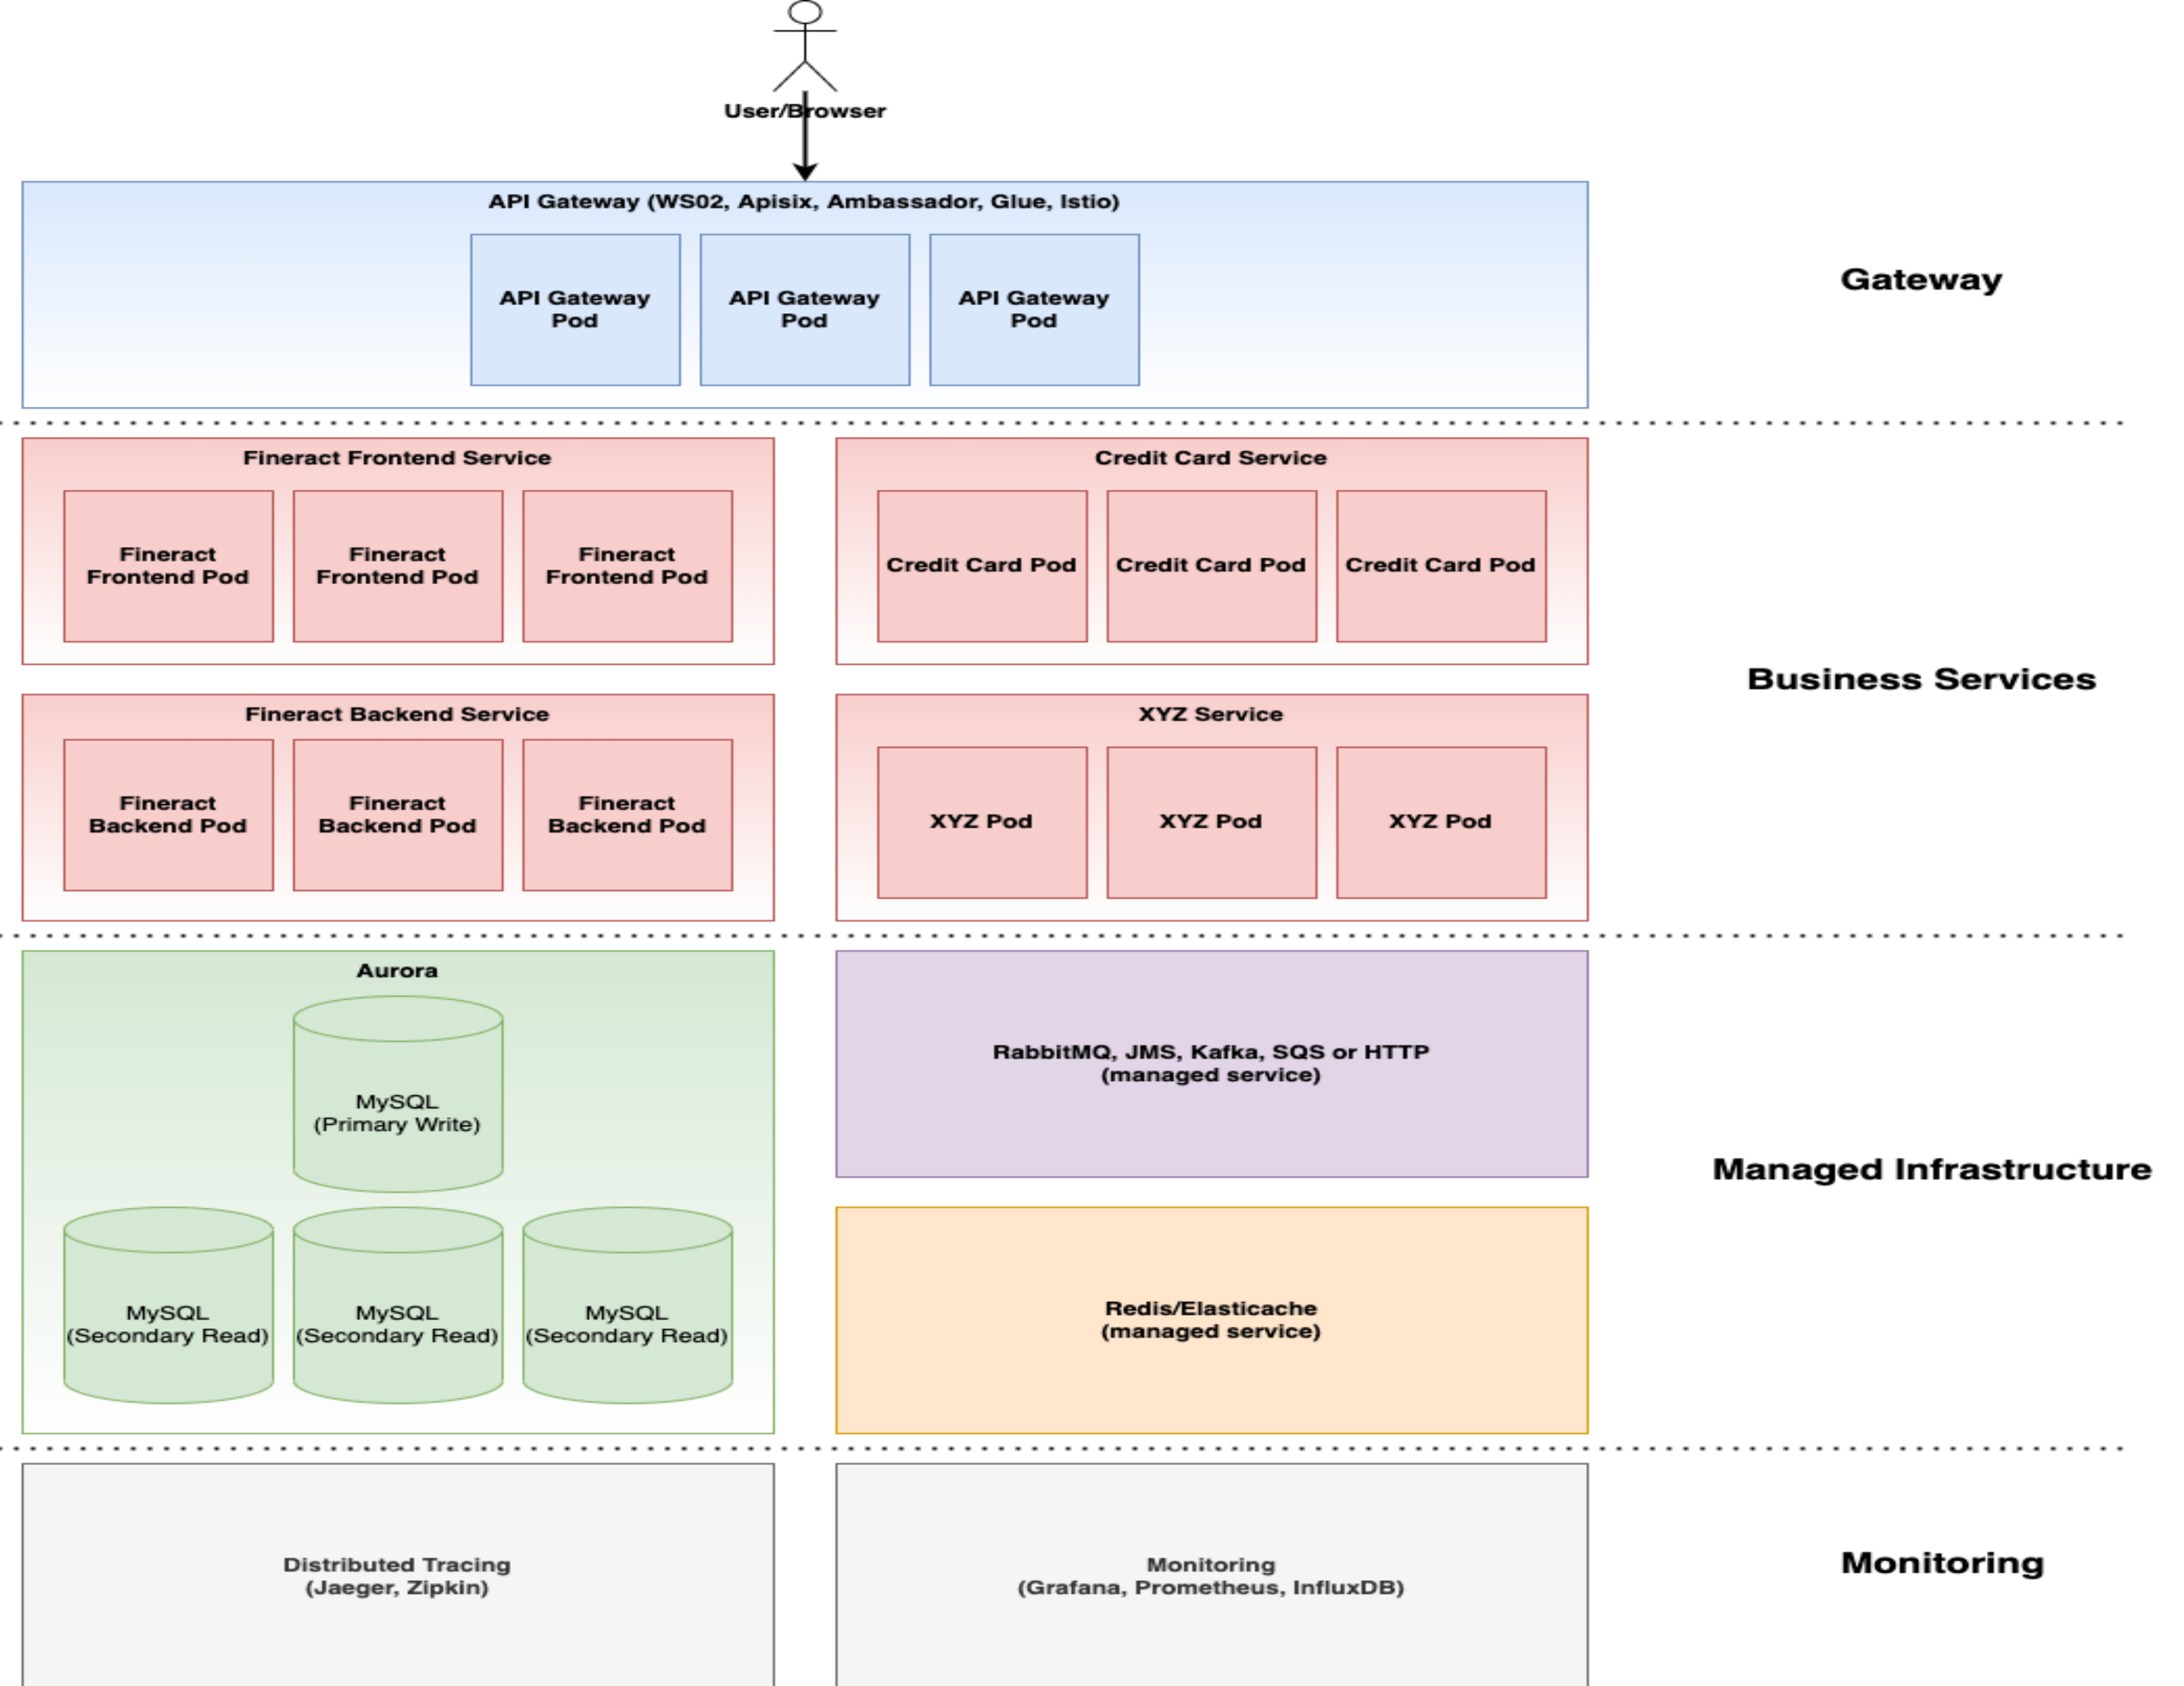 User/Browser
API Gateway (WS02, Apisix, Ambassador, Glue, Istio)
API Gateway
Pod
API Gateway
Pod
API Gateway
Pod
Gateway
Fineract Frontend Service
Fineract
Frontend Pod
Fineract
Frontend Pod
Fineract
Frontend Pod
Credit Card Service
Credit Card Pod
Credit Card Pod
Credit Card Pod
Business Services
Fineract Backend Service
Fineract
Backend Pod
Fineract
Backend Pod
Fineract
Backend Pod
XYZ Service
XYZ Pod
XYZ Pod
XYZ Pod
Aurora
MySQL
(Primary Write)
MySQL
(Secondary Read)
MySQL
(Secondary Read)
MySQL
(Secondary Read)
RabbitMQ, JMS, Kafka, SQS or HTTP
(managed service)
Redis/Elasticache
(managed service)
Managed Infrastructure
Distributed Tracing
(Jaeger, Zipkin)
Monitoring
(Grafana, Prometheus, InfluxDB)
Monitoring